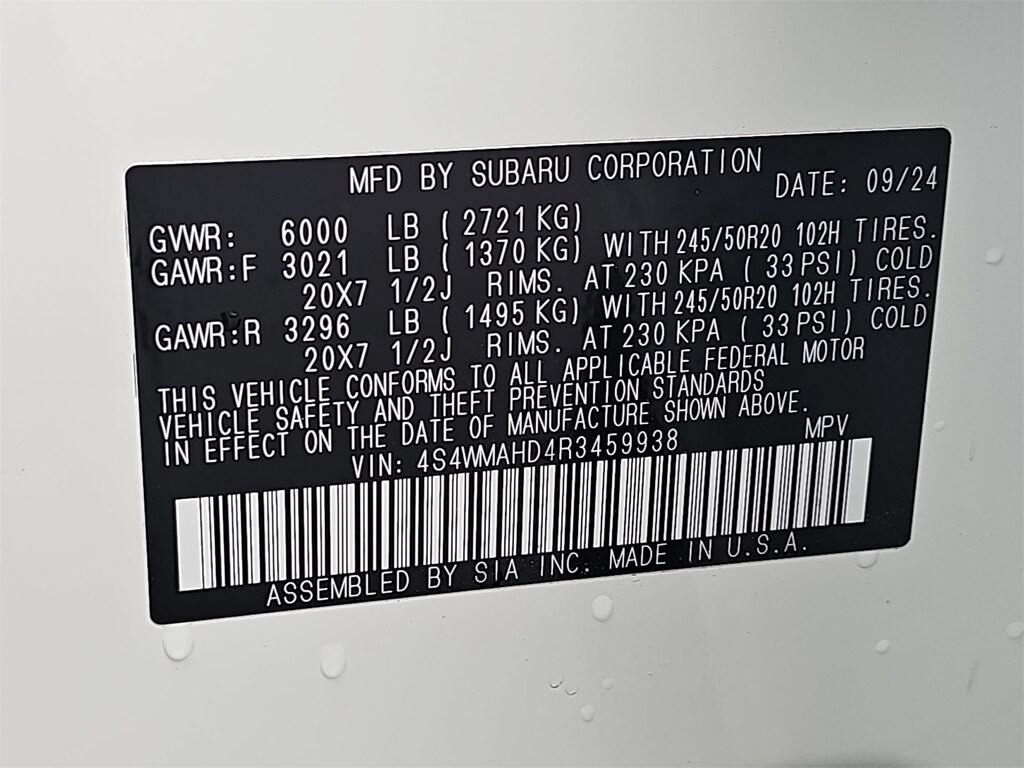 MFD BY SUBARU CORPORATION DATE: 09/24
GVWR: 6000 LB ( 2721 KG)
GAWR:F 3021 LB ( 1370 KG) WITH 245/50R20 102H TIRES.
20X7 1/2J RIMS. AT 230 KPA ( 33 PSI) COLD
GAWR:R 3296 LB ( 1495 KG) WITH 245/50R20 102H TIRES.
20X7 1/2J RIMS. AT 230 KPA ( 33 PSI) COLD
THIS VEHICLE CONFORMS TO ALL APPLICABLE FEDERAL MOTOR
VEHICLE SAFETY AND THEFT PREVENTION STANDARDS
IN EFFECT ON THE DATE OF MANUFACTURE SHOWN ABOVE.
VIN: 4S4WMAHD4R3459938 MPV
ASSEMBLED BY SIA INC. MADE IN U.S.A.